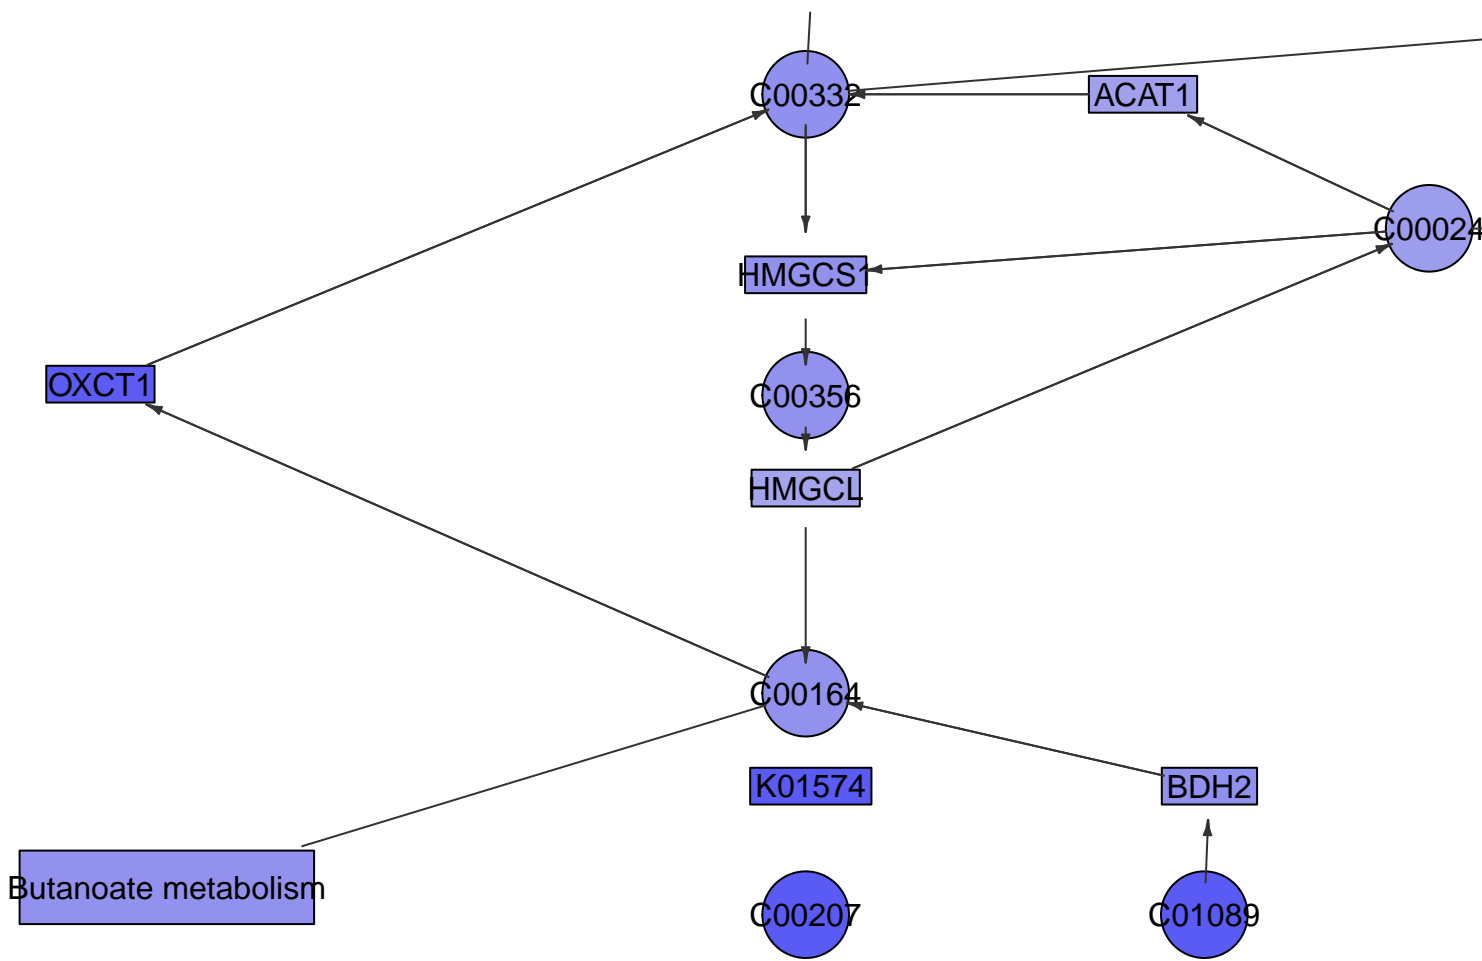 C00332
ACAT1
C00024
HMGCS1
OXCT1
C00356
HMGCL
C00164
K01574
BDH2
Butanoate metabolism
C00207
C01089